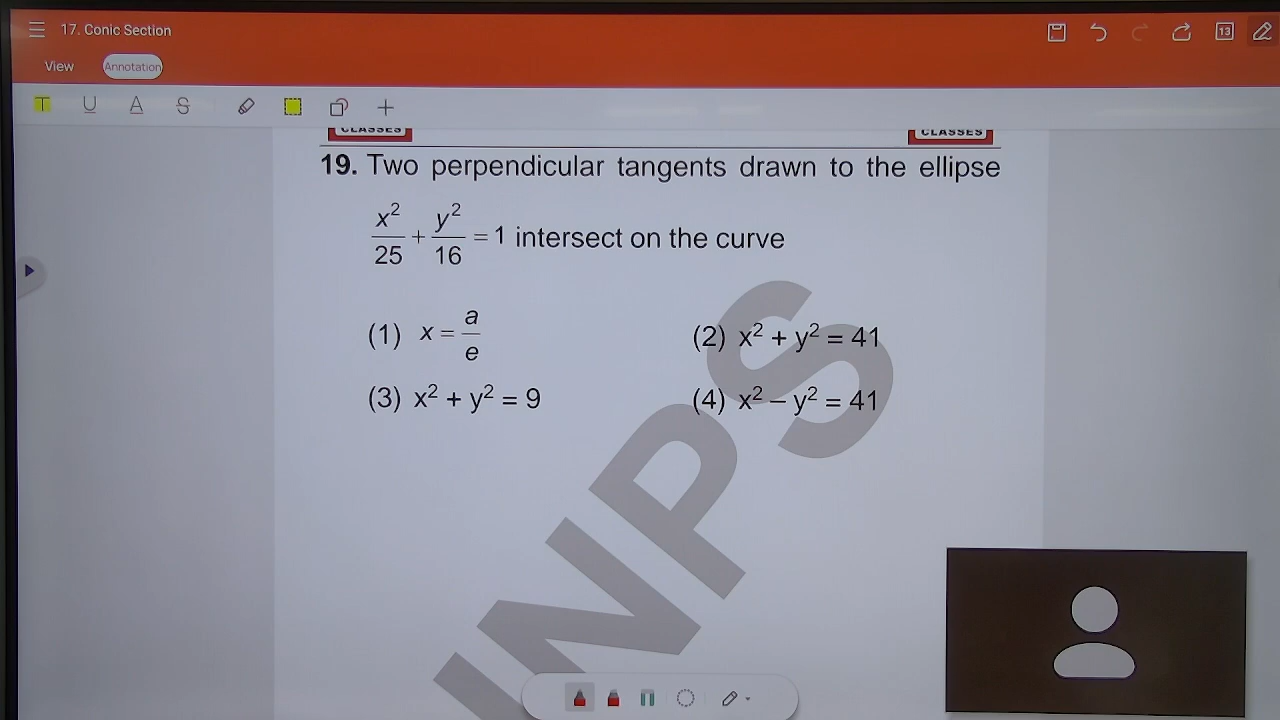 17. Conic Section
13
View
Annotation
T U A S
CLASSES
CLASSES
19. Two perpendicular tangents drawn to the ellipse
x²/25 + y²/16 = 1 intersect on the curve
(1) x = a/e
(2) x² + y² = 41
(3) x² + y² = 9
(4) x² – y² = 41
NPS